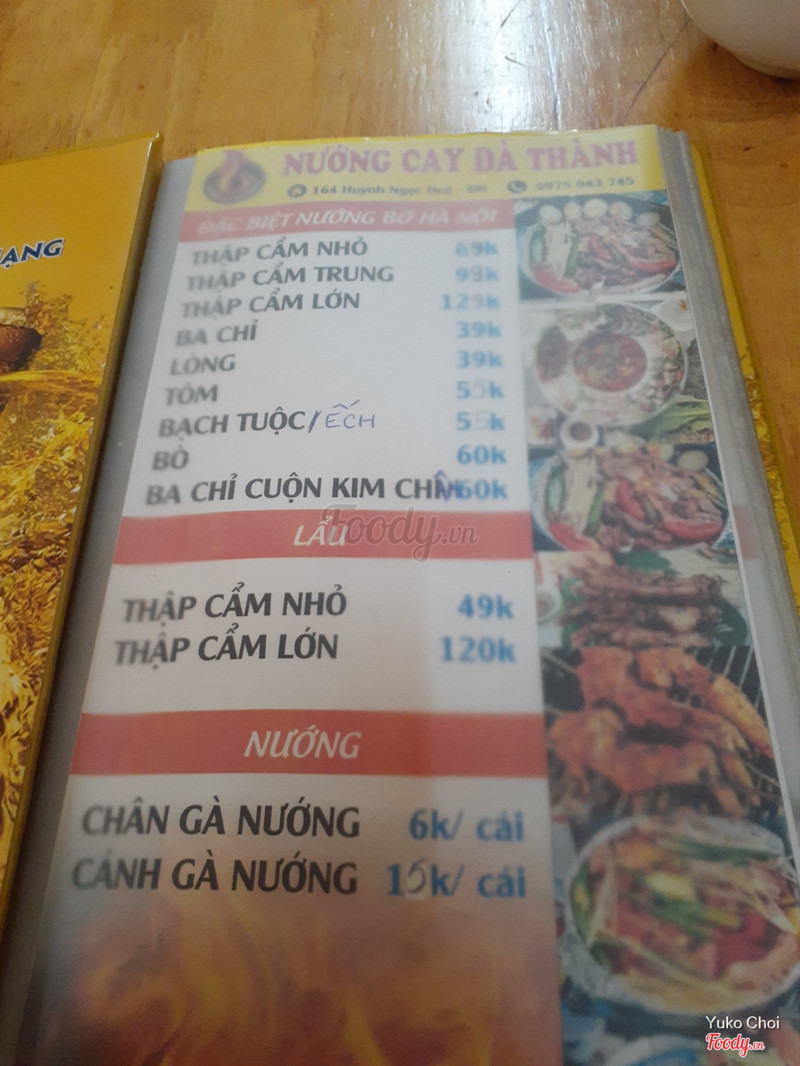 ẠNG
NƯỚNG CAY DÀ THÀNH
164 Huỳnh Ngọc Huệ - ĐN 0975 043 745
ĐẶC BIỆT NƯỚNG BƠ HÀ NỘI
THẬP CẨM NHỎ 69k
THẬP CẨM TRUNG 99k
THẬP CẨM LỚN 129k
BA CHỈ 39k
LÒNG 39k
TÔM 55k
BẠCH TUỘC/ẾCH 55k
BÒ 60k
BA CHỈ CUỘN KIM CHÂM 60k
Foody.vn
LẨU
THẬP CẨM NHỎ 49k
THẬP CẨM LỚN 120k
NƯỚNG
CHÂN GÀ NƯỚNG 6k/ cái
CÁNH GÀ NƯỚNG 15k/ cái
Yuko Choi
Foody.vn